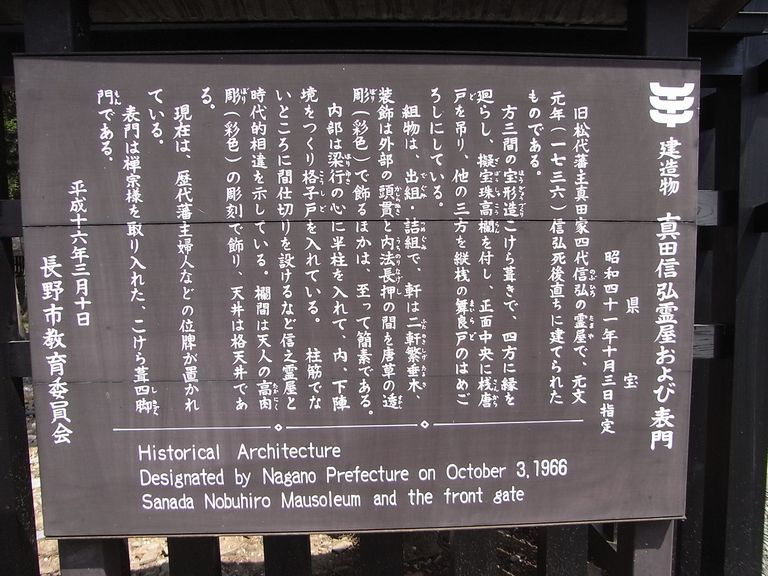 建造物 真田信弘霊屋および表門
県宝
昭和四十一年十月三日指定
旧松代藩主真田家四代信弘の霊屋で、元文
元年（一七三六）信弘死後直ちに建てられた
ものである。
方三間の宝形造こけら葺きで、四方に縁を
廻らし、擬宝珠高欄を付し、正面中央に桟唐
戸を吊り、他の三方を縦桟の舞良戸のはめご
ろしにしている。
組物は、出組・詰組で、軒は二軒繁垂木、
装飾は外部の頭貫と内法長押の間を唐草の透
彫（彩色）で飾るほかは、至って簡素である。
内部は梁行の心に半柱を入れて、内、下陣
境をつくり格子戸を入れている。 柱筋でな
いところに間仕切りを設けるなど信之霊屋と
時代的相違を示している。欄間は天人の高肉
彫（彩色）の彫刻で飾り、天井は格天井であ
る。
現在は、歴代藩主婦人などの位牌が置かれ
ている。
表門は禅宗様を取り入れた、こけら葺四脚
門である。
平成十六年三月十日
長野市教育委員会
Historical Architecture
Designated by Nagano Prefecture on October 3,1966
Sanada Nobuhiro Mausoleum and the front gate